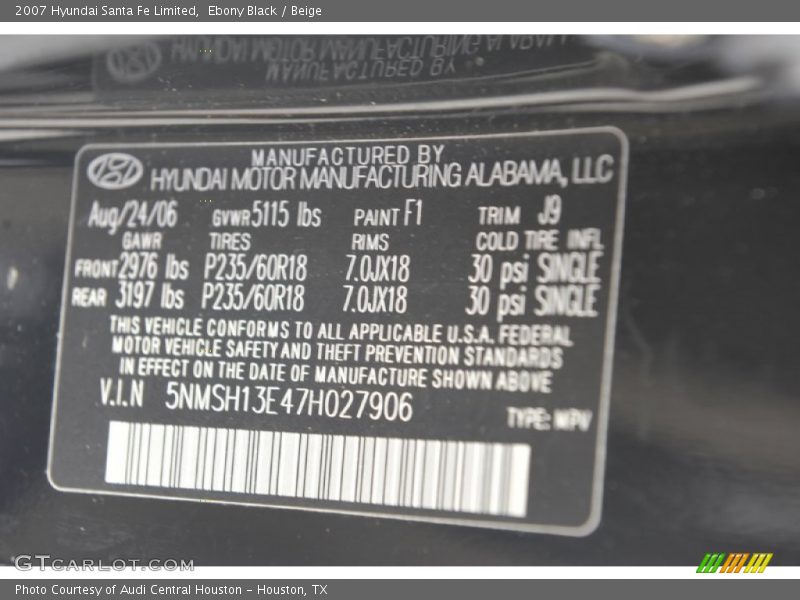 2007 Hyundai Santa Fe Limited, Ebony Black / Beige
MANUFACTURED BY
HYUNDAI MOTOR MANUFACTURING ALABAMA, LLC
Aug/24/06 GVWR 5115 lbs PAINT F1 TRIM J9
GAWR TIRES RIMS COLD TIRE INFL
FRONT 2976 lbs P235/60R18 7.0JX18 30 psi SINGLE
REAR 3197 lbs P235/60R18 7.0JX18 30 psi SINGLE
THIS VEHICLE CONFORMS TO ALL APPLICABLE U.S.A. FEDERAL
MOTOR VEHICLE SAFETY AND THEFT PREVENTION STANDARDS
IN EFFECT ON THE DATE OF MANUFACTURE SHOWN ABOVE
V.I.N 5NMSH13E47H027906
TYPE: MPV
GTcarlot.com
Photo Courtesy of Audi Central Houston - Houston, TX